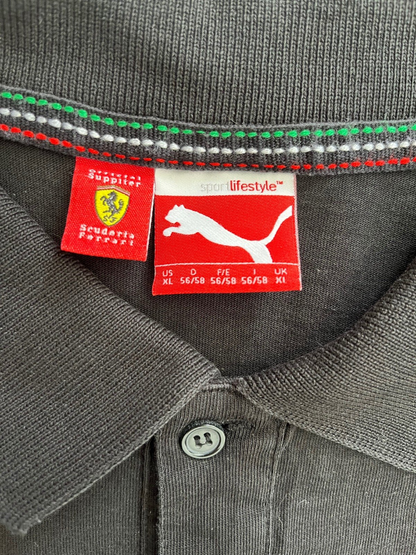 Official
Supplier
Scuderia
Ferrari
sportlifestyle™
US D F/E I UK
XL 56/58 56/58 56/58 XL